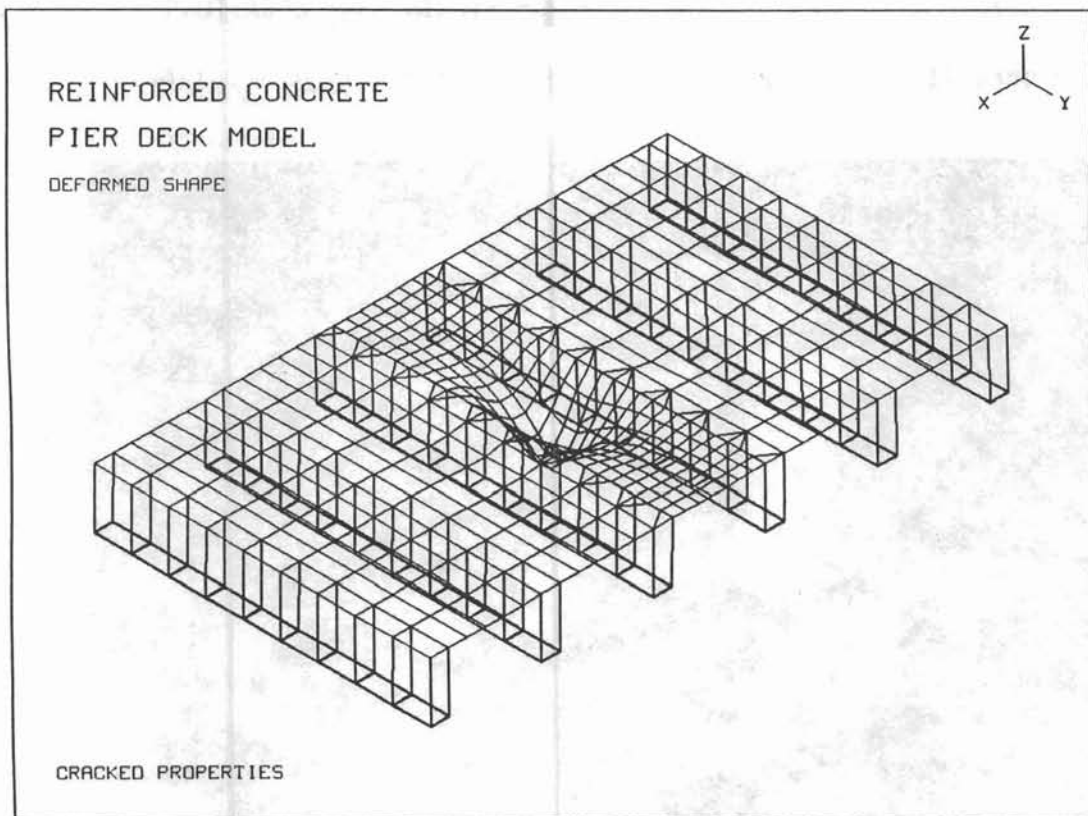 Z
X Y
REINFORCED CONCRETE
PIER DECK MODEL
DEFORMED SHAPE
CRACKED PROPERTIES